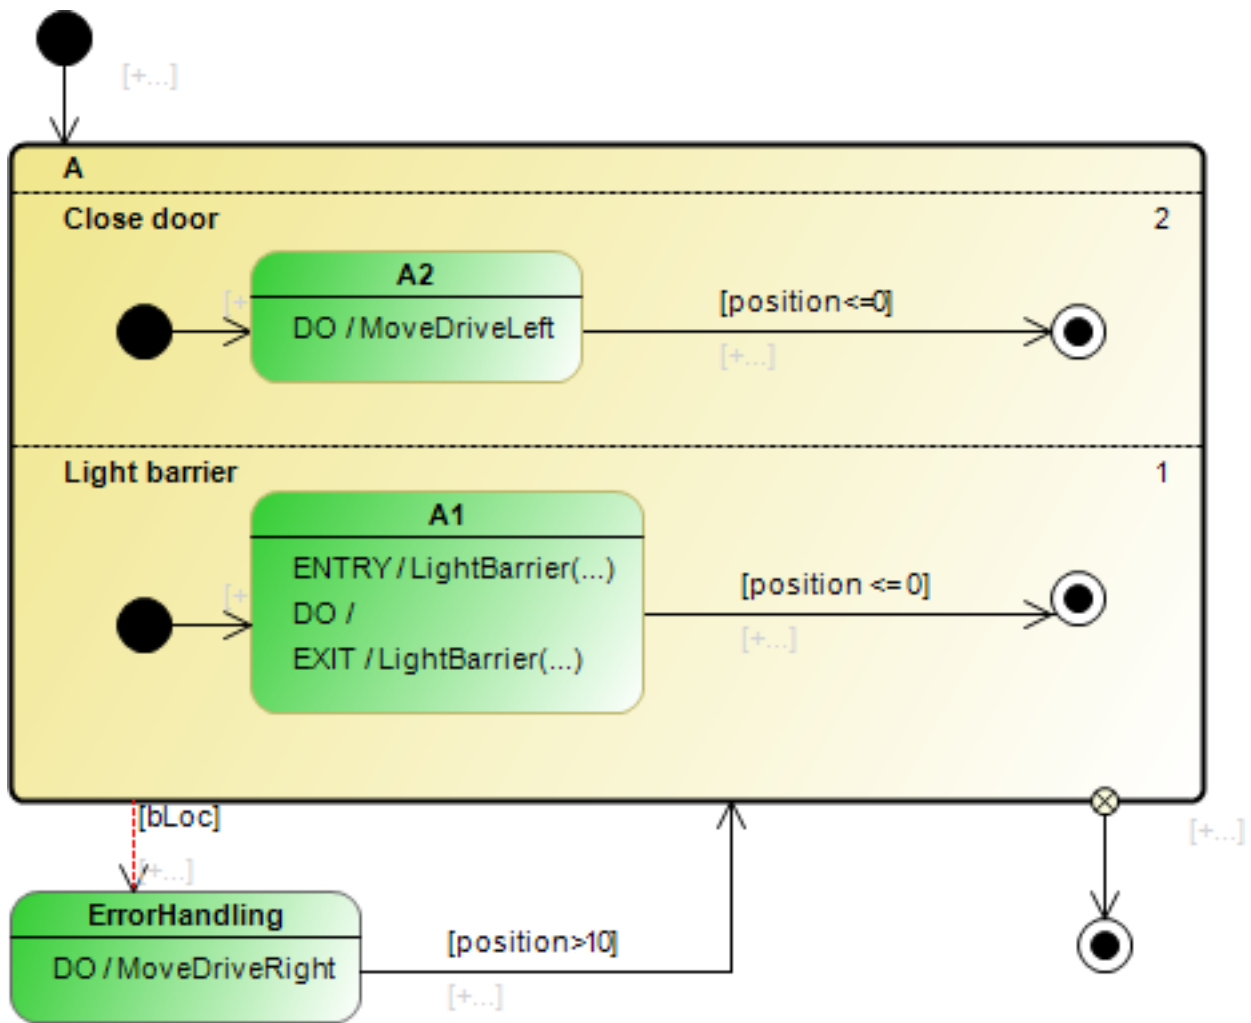 [+...]
A
Close door
2
[+
A2
DO / MoveDriveLeft
[position<=0]
[+...]
Light barrier
1
[+
A1
ENTRY / LightBarrier(...)
DO /
EXIT / LightBarrier(...)
[position <= 0]
[+...]
[bLoc]
[+...]
[+...]
ErrorHandling
DO / MoveDriveRight
[position>10]
[+...]